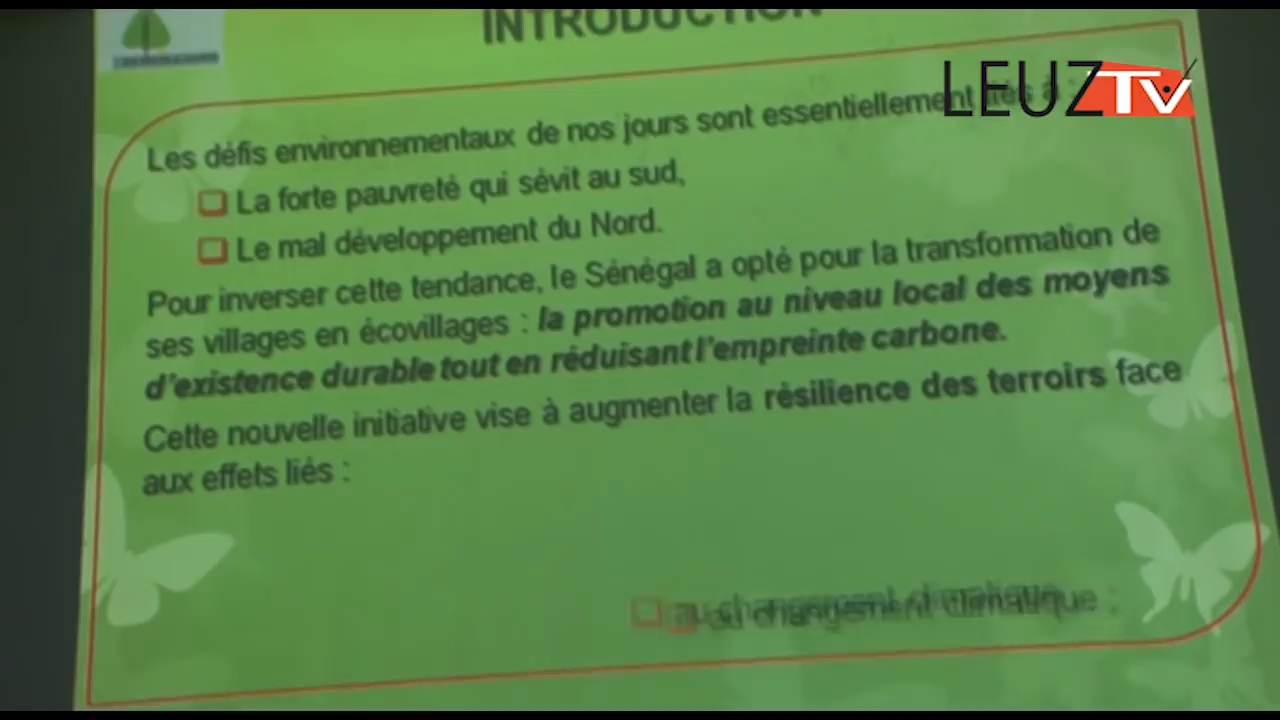 INTRODUCTION
LEUZTV
Les défis environnementaux de nos jours sont essentiellement liés à :
❑ La forte pauvreté qui sévit au sud,
❑ Le mal développement du Nord.
Pour inverser cette tendance, le Sénégal a opté pour la transformation de
ses villages en écovillages : la promotion au niveau local des moyens
d'existence durable tout en réduisant l'empreinte carbone.
Cette nouvelle initiative vise à augmenter la résilience des terroirs face
aux effets liés :
❑ au changement climatique :